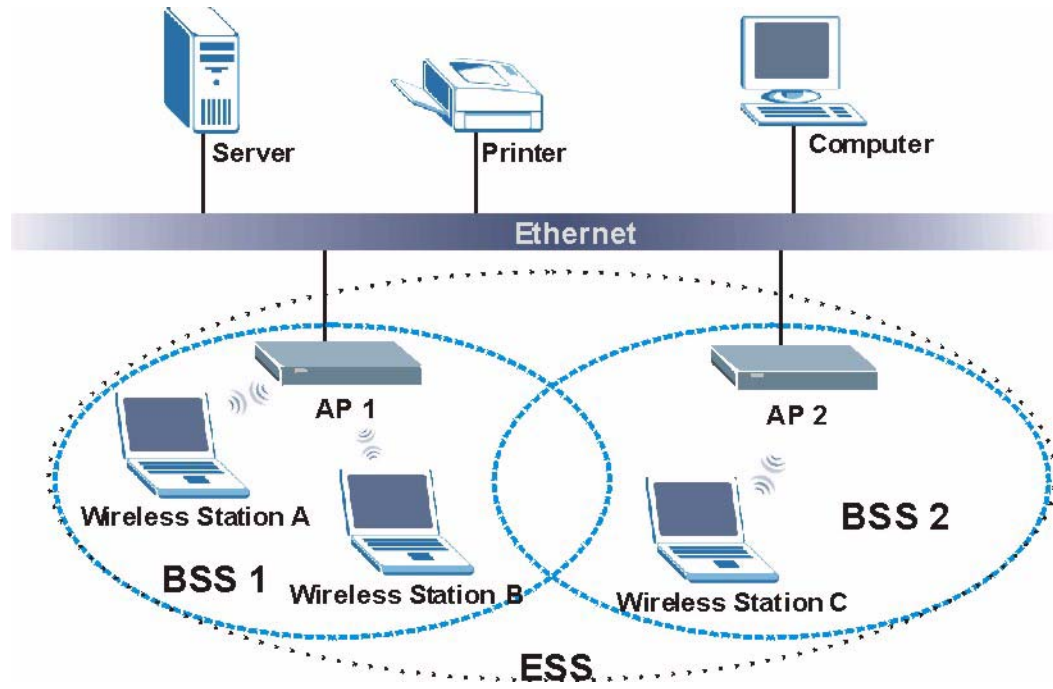 Server
Printer
Computer
Ethernet
AP 1
AP 2
Wireless Station A
BSS 2
BSS 1
Wireless Station B
Wireless Station C
ESS